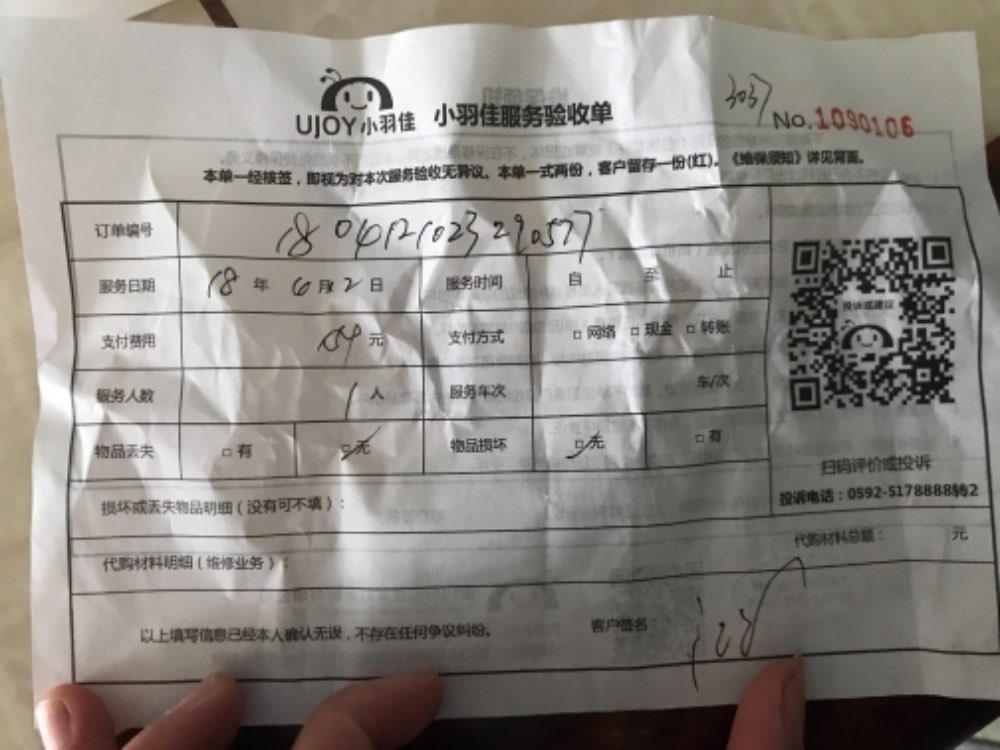 UJOY小羽佳 小羽佳服务验收单
3037 No.1090106
本单一经核签，即视为对本次服务验收无异议。本单一式两份，客户留存一份(红)。《维保须知》详见背面。
订单编号 1804121023290577
服务日期 18 年 6 月 2 日 服务时间 自 至 止
支付费用 元 支付方式 □ 网络 □ 现金 □ 转账
服务人数 1 人 服务车次 车/次
物品丢失 □ 有 □ 无 物品损坏 □ 无 □ 有
投诉或建议
扫码评价或投诉
投诉电话：0592-5178888转2
损坏或丢失物品明细（没有可不填）：
代购材料明细（维修业务）： 代购材料总额： 元
以上填写信息已经本人确认无误，不存在任何争议纠纷。 客户签名：